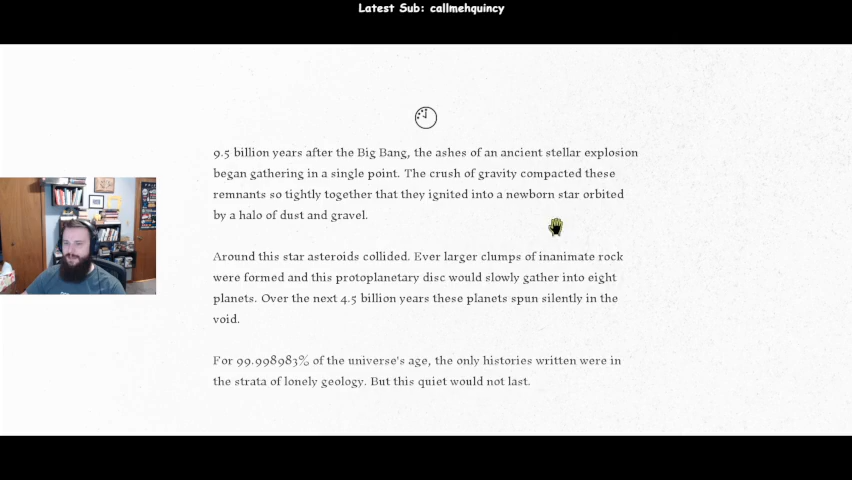 Latest Sub: callmehquincy
9.5 billion years after the Big Bang, the ashes of an ancient stellar explosion
began gathering in a single point. The crush of gravity compacted these
remnants so tightly together that they ignited into a newborn star orbited
by a halo of dust and gravel.
Around this star asteroids collided. Ever larger clumps of inanimate rock
were formed and this protoplanetary disc would slowly gather into eight
planets. Over the next 4.5 billion years these planets spun silently in the
void.
For 99.998983% of the universe's age, the only histories written were in
the strata of lonely geology. But this quiet would not last.